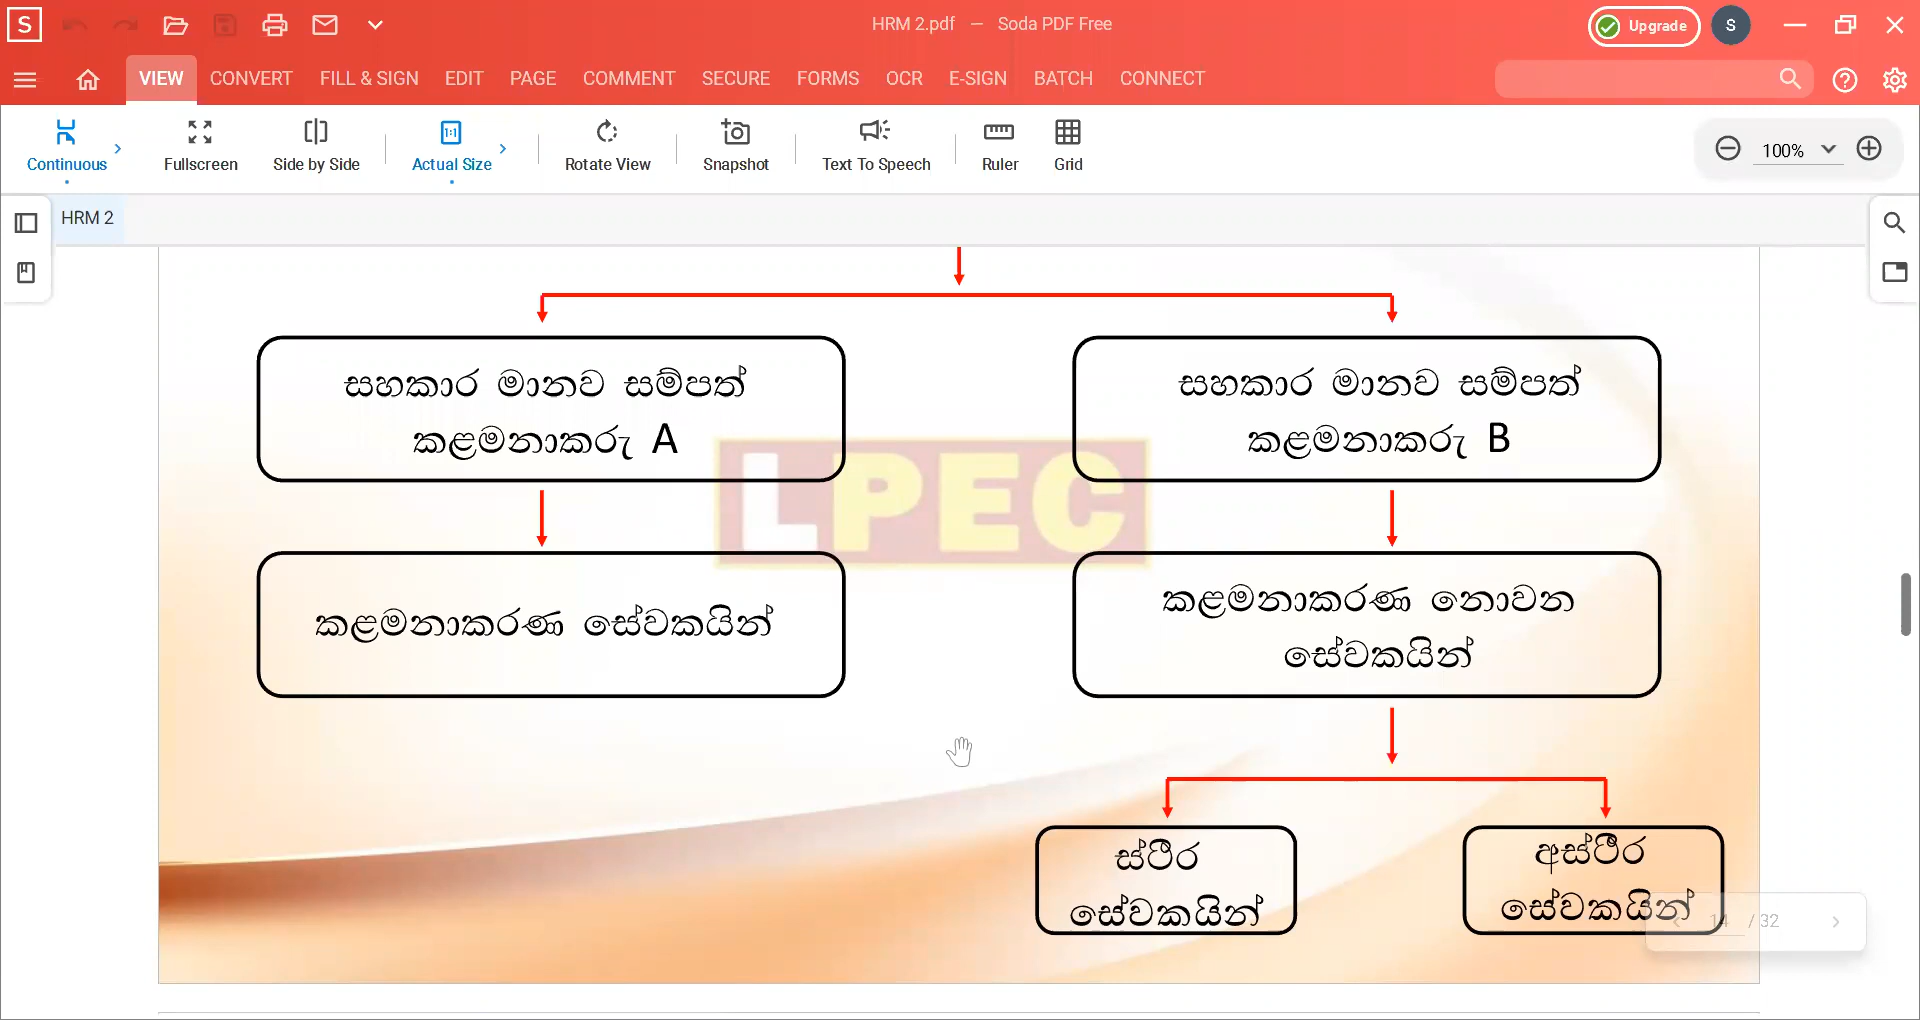 S
HRM 2.pdf — Soda PDF Free
Upgrade
S
VIEW CONVERT FILL & SIGN EDIT PAGE COMMENT SECURE FORMS OCR E-SIGN BATCH CONNECT
Continuous Fullscreen Side by Side Actual Size Rotate View Snapshot Text To Speech Ruler Grid
1:1
100%
HRM 2
සහකාර මානව සම්පත්
කළමනාකරු A
සහකාර මානව සම්පත්
කළමනාකරු B
LPEC
කළමනාකරණ සේවකයින්
කළමනාකරණ නොවන
සේවකයින්
ස්ථීර
සේවකයින්
අස්ථීර
සේවකයින්
14 / 32